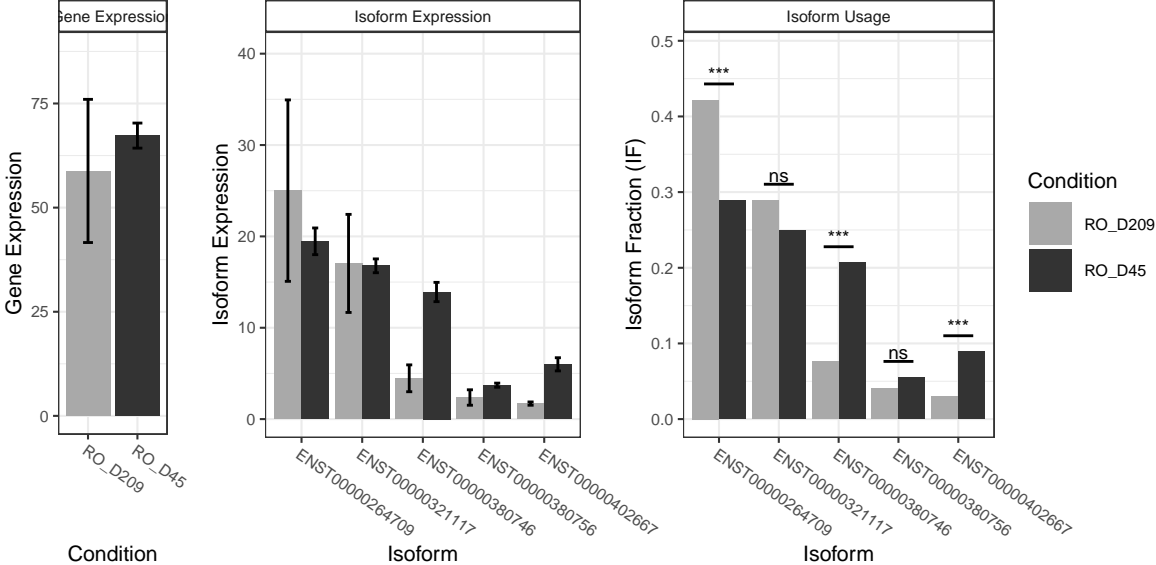 Gene Expression
Isoform Expression
Isoform Usage
Gene Expression
75
50
25
0
RO_D209
RO_D45
Condition
Isoform Expression
40
30
20
10
0
ENST00000264709
ENST00000321117
ENST00000380746
ENST00000380756
ENST00000402667
Isoform
Isoform Fraction (IF)
0.5
0.4
0.3
0.2
0.1
0.0
***
ns
***
ns
***
ENST00000264709
ENST00000321117
ENST00000380746
ENST00000380756
ENST00000402667
Isoform
Condition
RO_D209
RO_D45